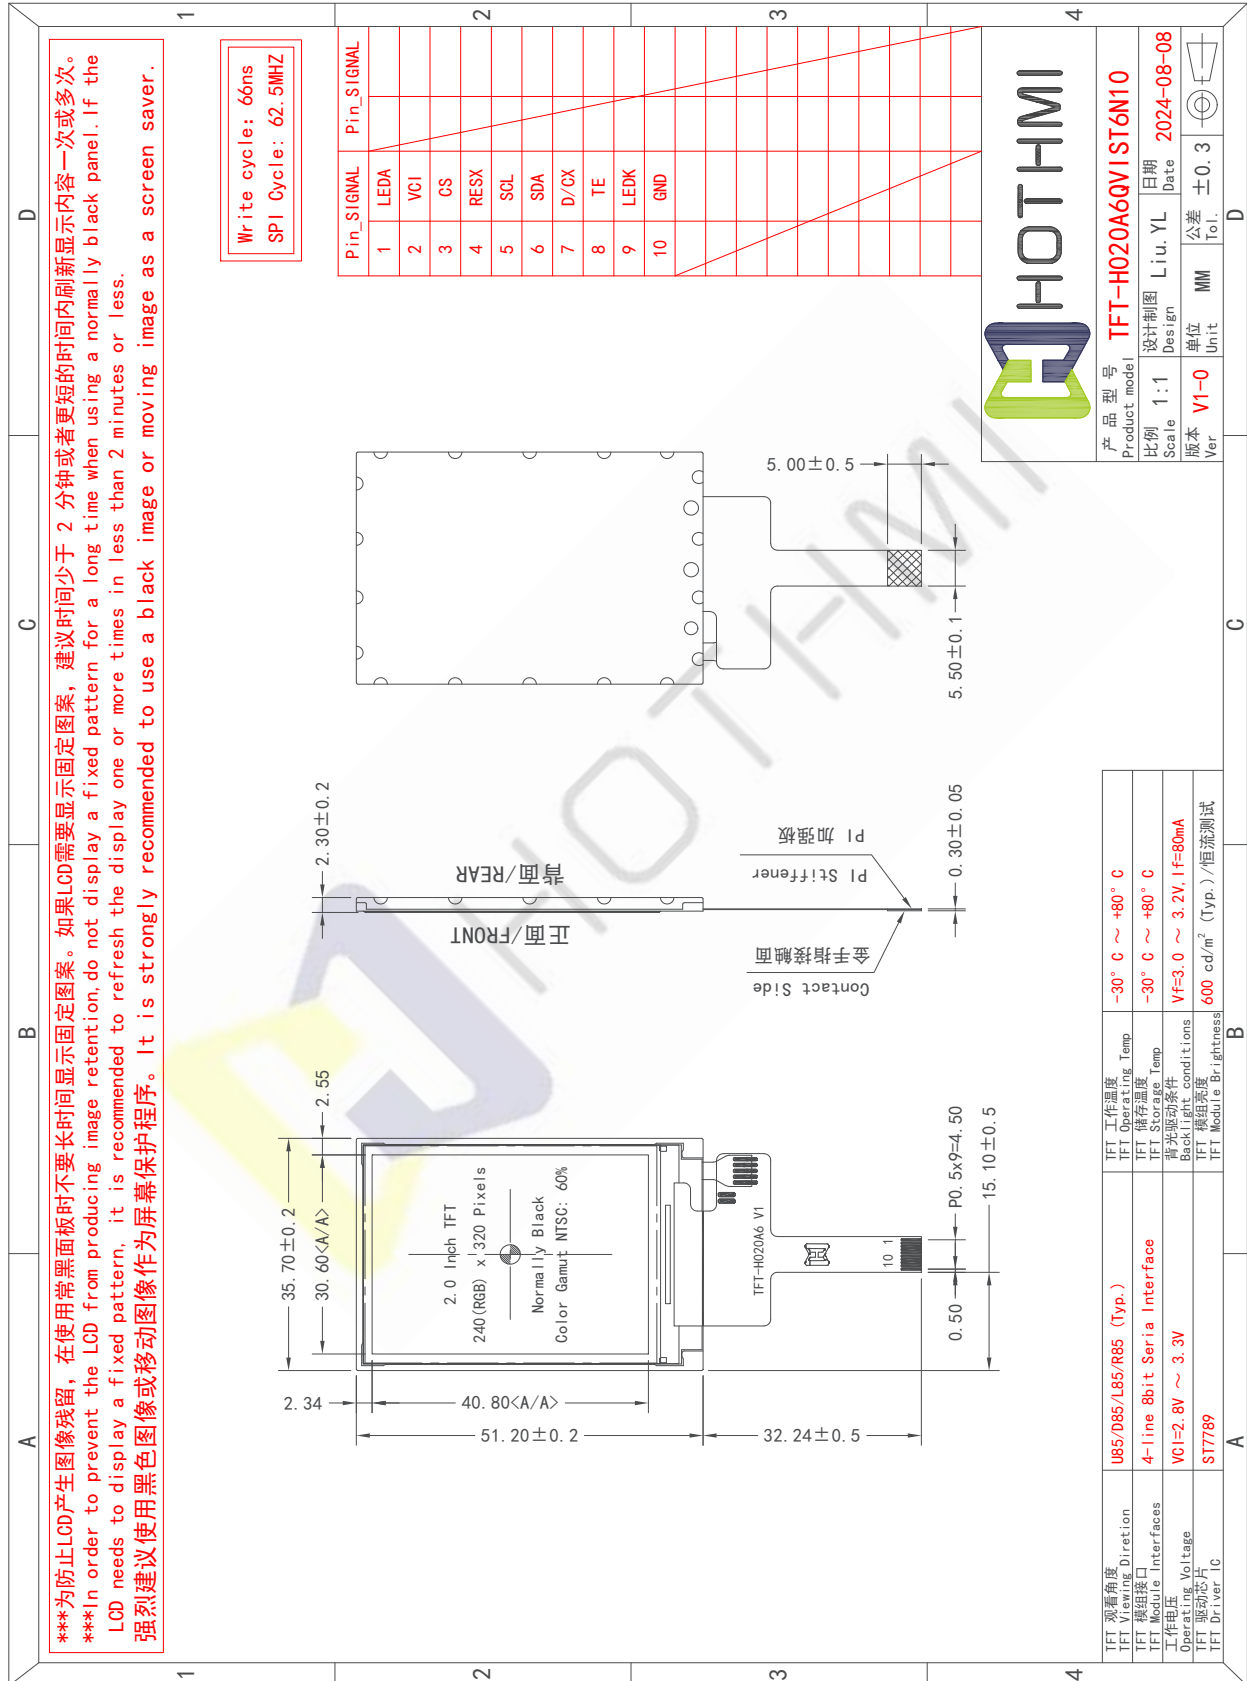 ***为防止LCD产生图像残留，在使用常黑面板时不要长时间显示固定图案。如果LCD需要显示固定图案，建议时间少于 2 分钟或者更短的时间内刷新显示内容一次或多次。
***In order to prevent the LCD from producing image retention, do not display a fixed pattern for a long time when using a normally black panel. If the
LCD needs to display a fixed pattern, it is recommended to refresh the display one or more times in less than 2 minutes or less.
强烈建议使用黑色图像或移动图像作为屏幕保护程序。It is strongly recommended to use a black image or moving image as a screen saver.
A B C D
1
2
3
4
Write cycle: 66ns
SPI Cycle: 62.5MHZ
Pin_SIGNAL Pin_SIGNAL
1 LEDA
2 VCI
3 CS
4 RESX
5 SCL
6 SDA
7 D/CX
8 TE
9 LEDK
10 GND
35.70±0.2
30.60<A/A>
2.55
2.34
40.80<A/A>
51.20±0.2
32.24±0.5
2.0 Inch TFT
240(RGB) x 320 Pixels
Normally Black
Color Gamut NTSC: 60%
TFT-H020A6 V1
10 1
0.50
P0.5x9=4.50
15.10±0.5
2.30±0.2
正面/FRONT
背面/REAR
Contact Side
金手指接触面
PI Stiffener
PI 加强板
0.30±0.05
5.00±0.5
5.50±0.1
HOTHMI
TFT 观看角度
TFT Viewing Diretion
U85/D85/L85/R85 (Typ.)
TFT 工作温度
TFT Operating Temp
-30°C ～ +80°C
TFT 模组接口
TFT Module Interfaces
4-line 8bit Seria Interface
TFT 储存温度
TFT Storage Temp
-30°C ～ +80°C
工作电压
Operating Voltage
VCI=2.8V ～ 3.3V
背光驱动条件
Backlight conditions
Vf=3.0 ～ 3.2V, If=80mA
TFT 驱动芯片
TFT Driver IC
ST7789
TFT 模组亮度
TFT Module Brightness
600 cd/m² (Typ.)/恒流测试
HOTHMI
产 品 型 号
Product model
TFT-H020A6QVIST6N10
比例
Scale
1:1
设计制图
Design
Liu.YL
日期
Date
2024-08-08
版本
Ver
V1-0
单位
Unit
MM
公差
Tol.
±0.3
1
2
3
4
A B C D